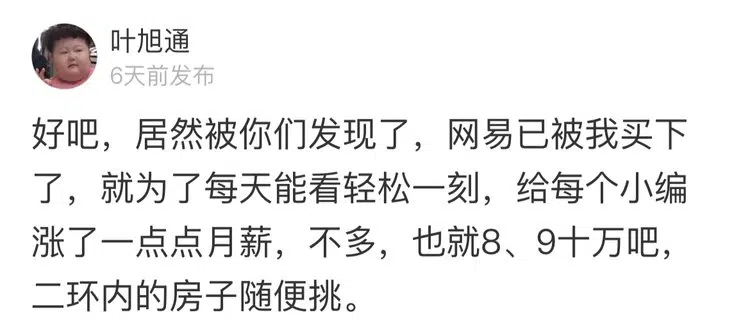 叶旭通
6天前发布
好吧，居然被你们发现了，网易已被我买下
了，就为了每天能看轻松一刻，给每个小编
涨了一点点月薪，不多，也就8、9十万吧，
二环内的房子随便挑。